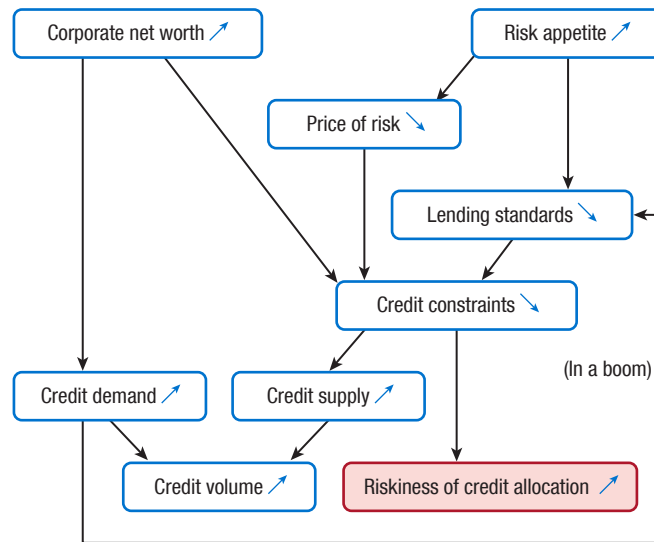 Corporate net worth
Risk appetite
Price of risk
Lending standards
Credit constraints
(In a boom)
Credit demand
Credit supply
Credit volume
Riskiness of credit allocation